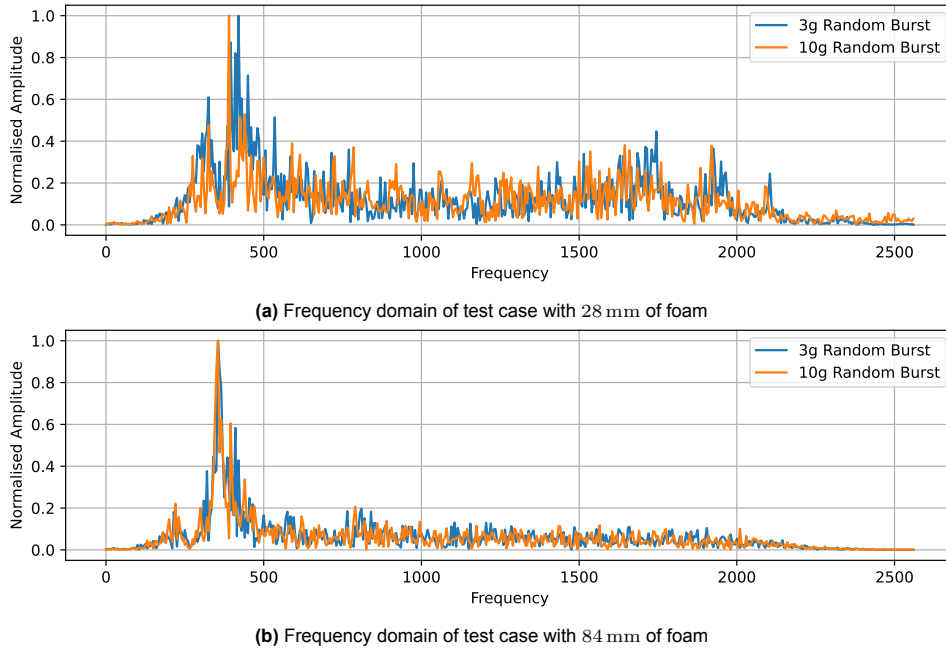 1.0
0.8
0.6
0.4
0.2
0.0
Normalised Amplitude
3g Random Burst
10g Random Burst
0 500 1000 1500 2000 2500
Frequency
(a) Frequency domain of test case with 28 mm of foam
1.0
0.8
0.6
0.4
0.2
0.0
Normalised Amplitude
3g Random Burst
10g Random Burst
0 500 1000 1500 2000 2500
Frequency
(b) Frequency domain of test case with 84 mm of foam